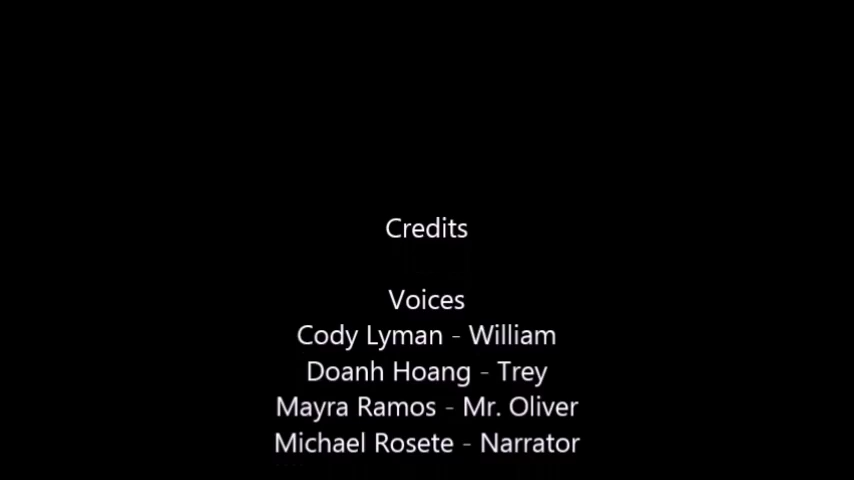 Credits
Voices
Cody Lyman - William
Doanh Hoang - Trey
Mayra Ramos - Mr. Oliver
Michael Rosete - Narrator